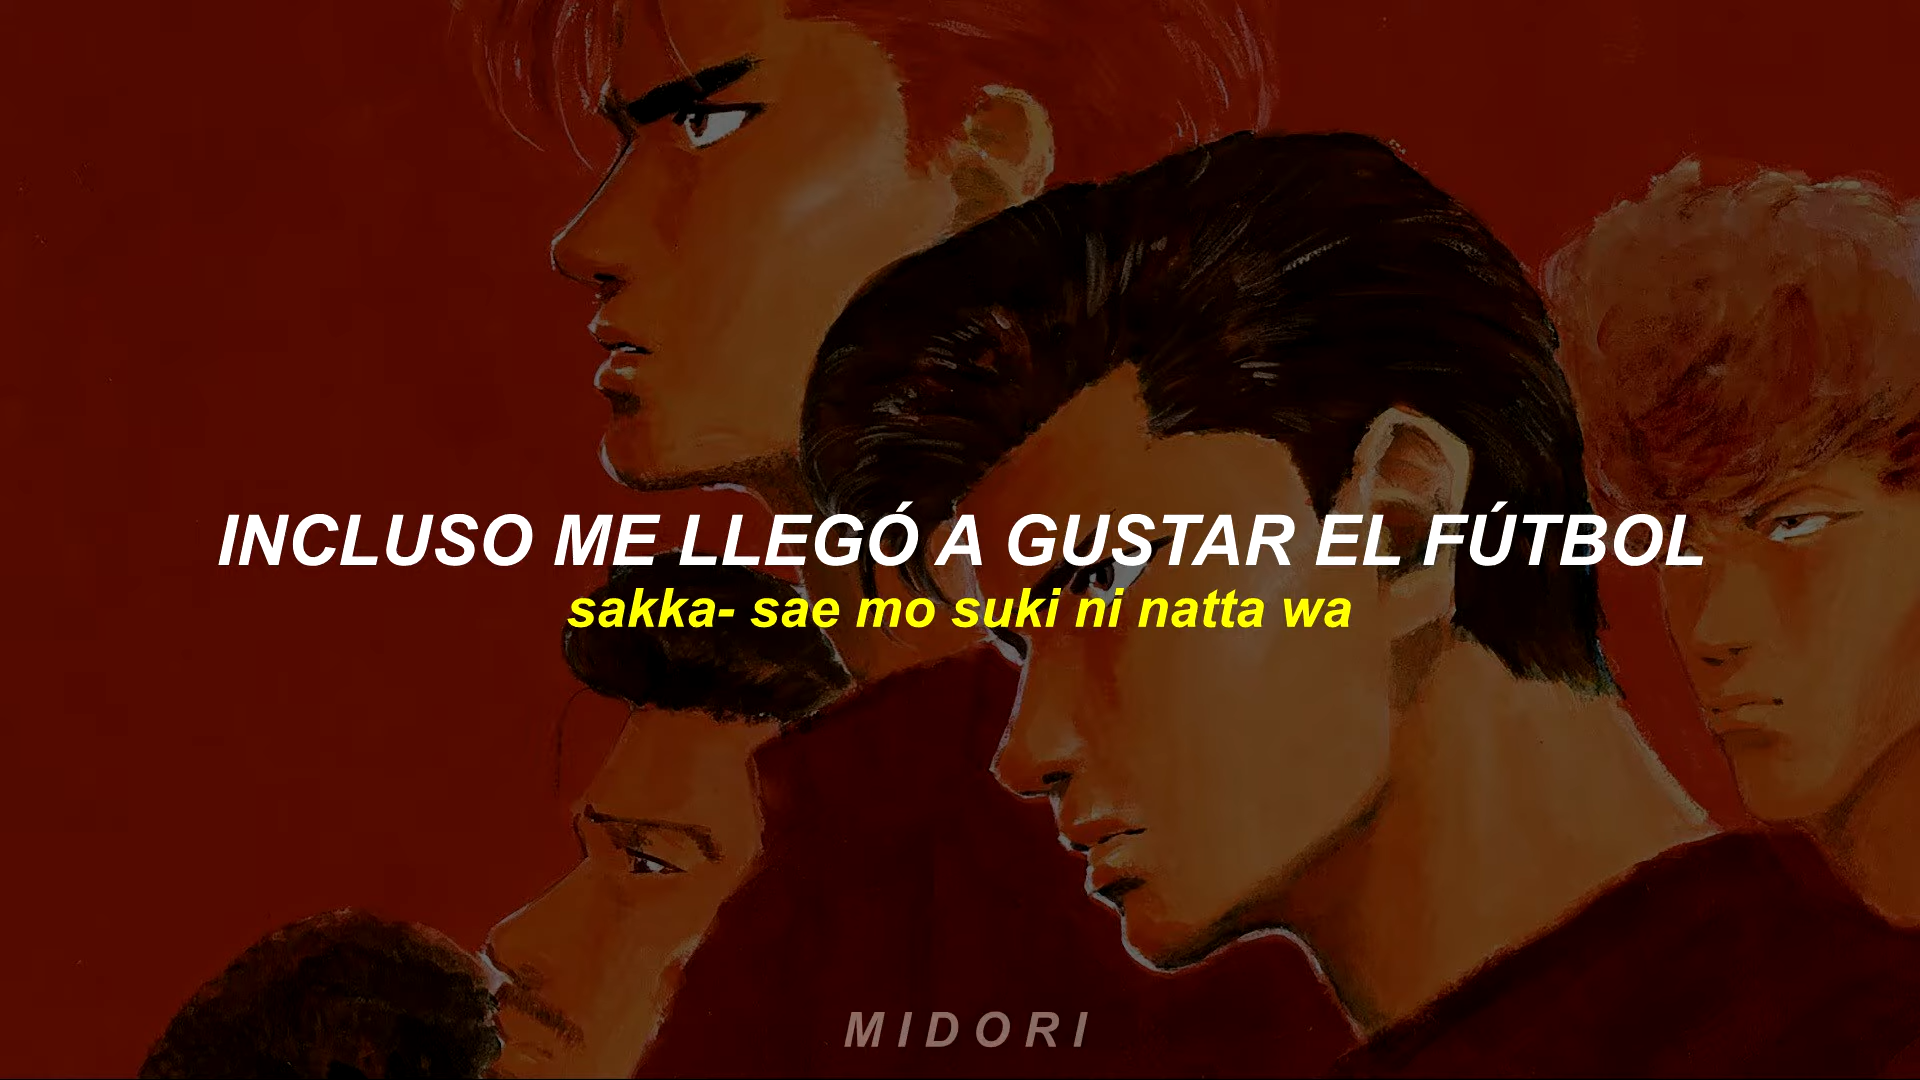 INCLUSO ME LLEGÓ A GUSTAR EL FÚTBOL
sakka- sae mo suki ni natta wa
MIDORI